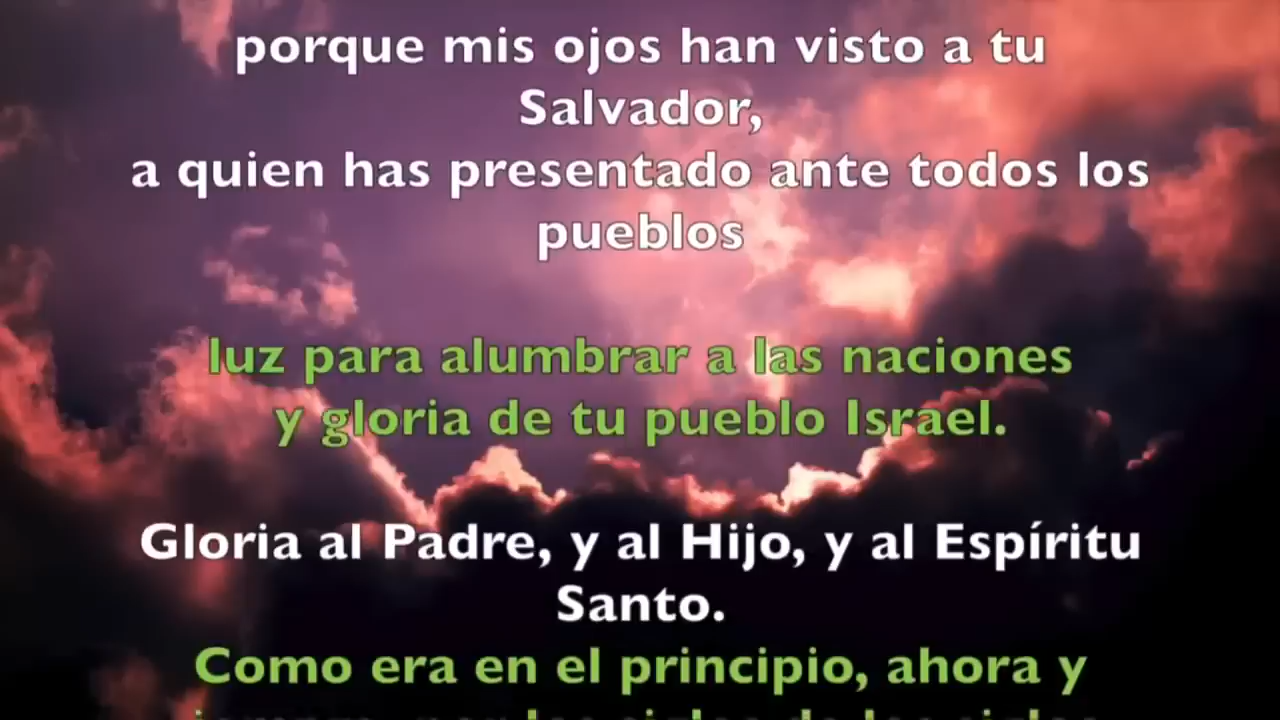 porque mis ojos han visto a tu
Salvador,
a quien has presentado ante todos los
pueblos
luz para alumbrar a las naciones
y gloria de tu pueblo Israel.
Gloria al Padre, y al Hijo, y al Espíritu
Santo.
Como era en el principio, ahora y